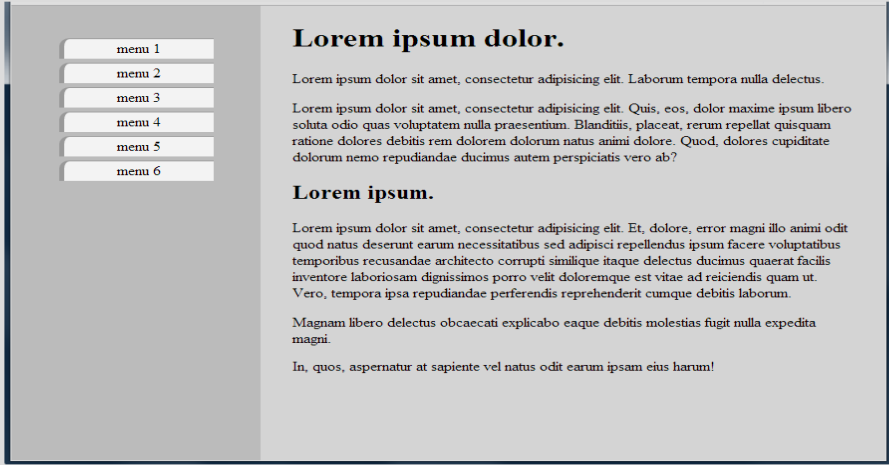 menu 1
menu 2
menu 3
menu 4
menu 5
menu 6
Lorem ipsum dolor.
Lorem ipsum dolor sit amet, consectetur adipisicing elit. Laborum tempora nulla delectus.
Lorem ipsum dolor sit amet, consectetur adipisicing elit. Quis, eos, dolor maxime ipsum libero
soluta odio quas voluptatem nulla praesentium. Blanditiis, placeat, rerum repellat quisquam
ratione dolores debitis rem dolorem dolorum natus animi dolore. Quod, dolores cupiditate
dolorum nemo repudiandae ducimus autem perspiciatis vero ab?
Lorem ipsum.
Lorem ipsum dolor sit amet, consectetur adipisicing elit. Et, dolore, error magni illo animi odit
quod natus deserunt earum necessitatibus sed adipisci repellendus ipsum facere voluptatibus
temporibus recusandae architecto corrupti similique itaque delectus ducimus quaerat facilis
inventore laboriosam dignissimos porro velit doloremque est vitae ad reiciendis quam ut.
Vero, tempora ipsa repudiandae perferendis reprehenderit cumque debitis laborum.
Magnam libero delectus obcaecati explicabo eaque debitis molestias fugit nulla expedita
magni.
In, quos, aspernatur at sapiente vel natus odit earum ipsam eius harum!